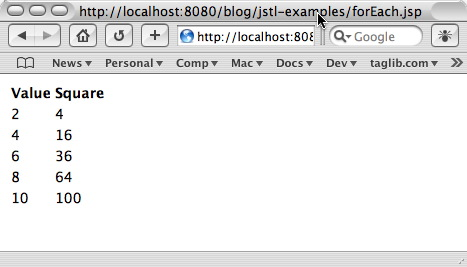 http://localhost:8080/blog/jstl-examples/forEach.jsp
http://localhost:808 Google
News Personal Comp Mac Docs Dev taglib.com
Value Square
2 4
4 16
6 36
8 64
10 100